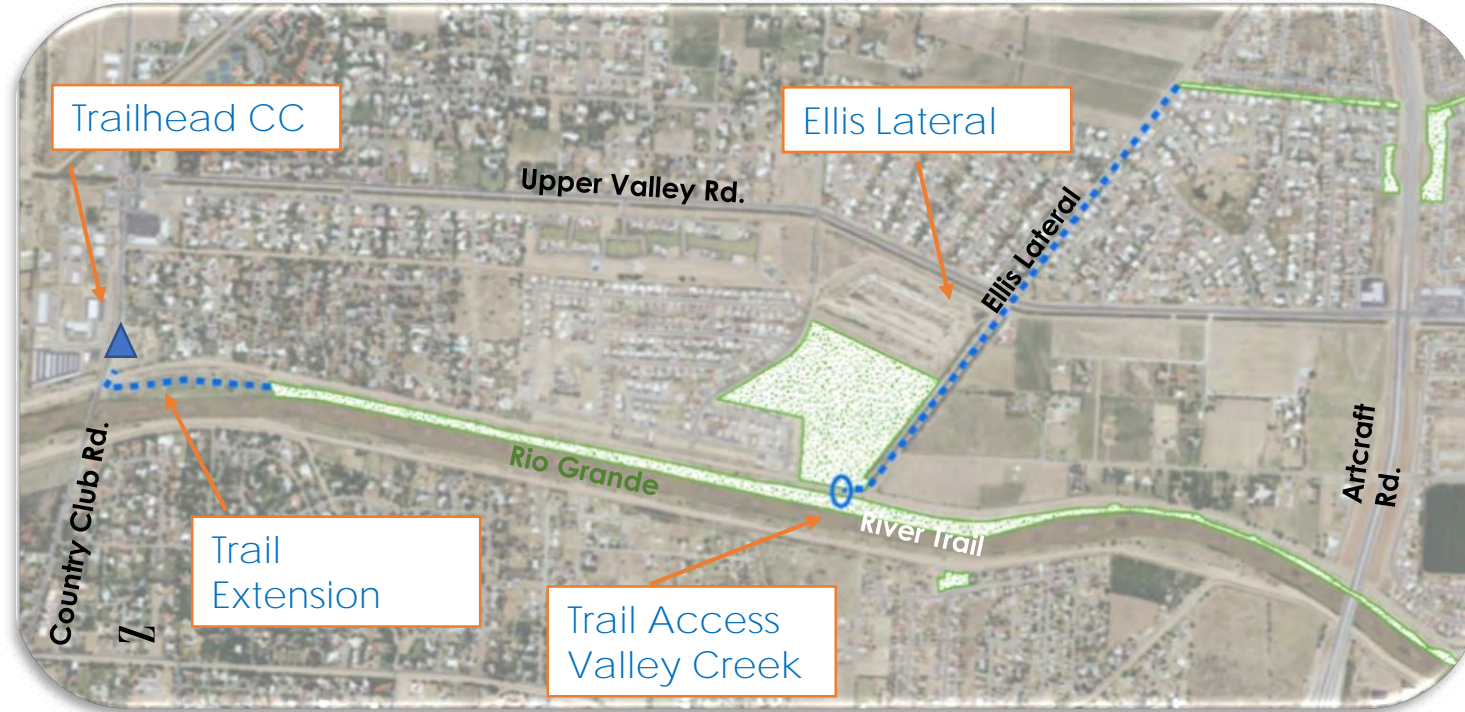 Trailhead CC
Ellis Lateral
Upper Valley Rd.
Ellis Lateral
Rio Grande
River Trail
Artcraft
Rd.
Country Club Rd.
Trail
Extension
Trail Access
Valley Creek
N